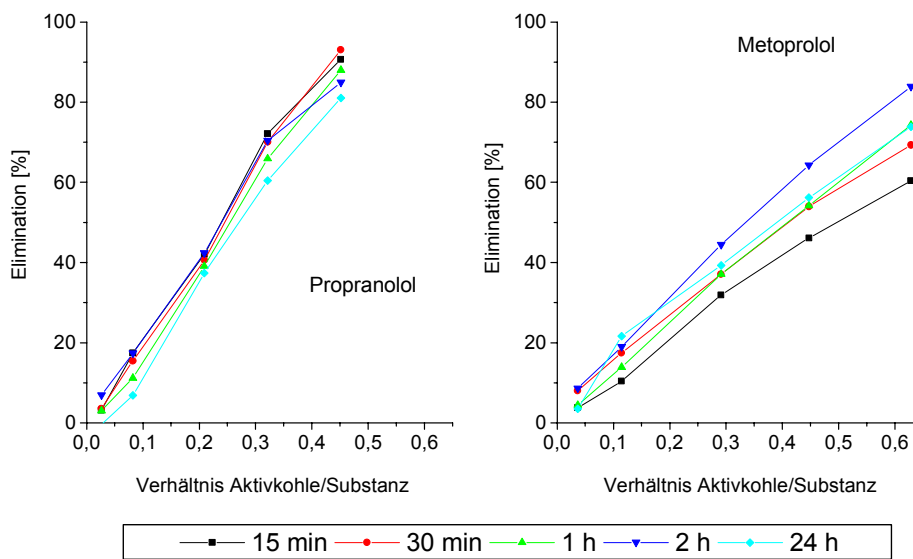 100
80
60
40
20
0
Elimination [%]
0,0 0,1 0,2 0,3 0,4 0,5 0,6
Verhältnis Aktivkohle/Substanz
Propranolol
100
80
60
40
20
0
Elimination [%]
0,0 0,1 0,2 0,3 0,4 0,5 0,6
Verhältnis Aktivkohle/Substanz
Metoprolol
15 min 30 min 1 h 2 h 24 h